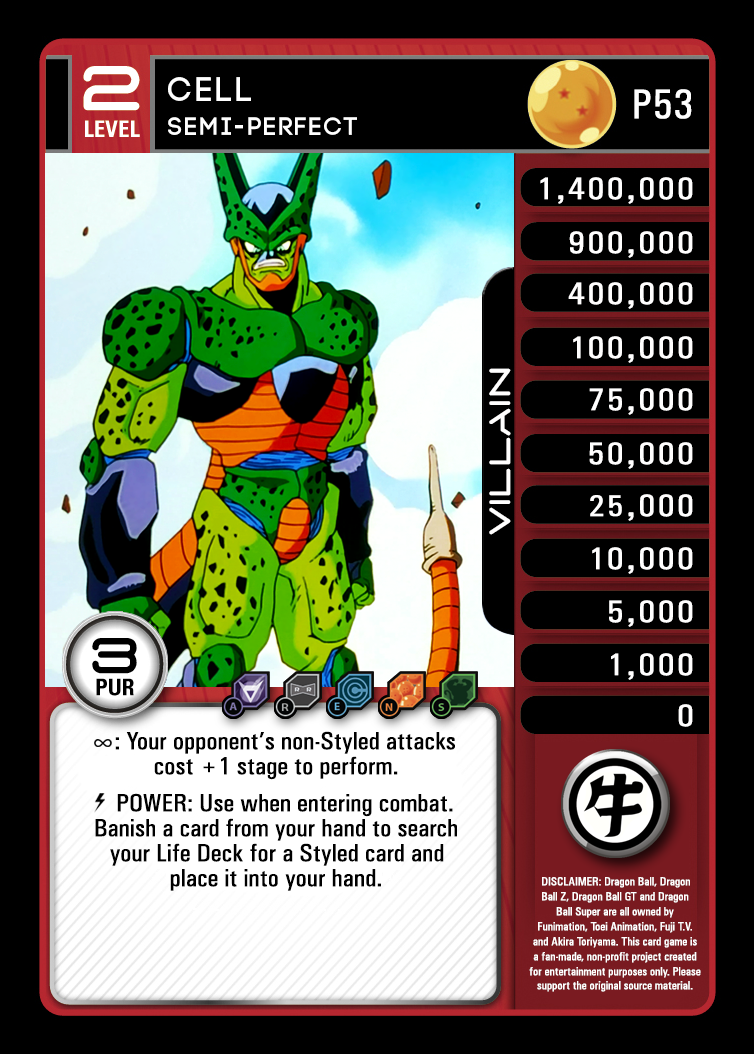 2
LEVEL
CELL
SEMI-PERFECT
P53
1,400,000
900,000
400,000
100,000
75,000
50,000
25,000
10,000
5,000
1,000
0
VILLAIN
3
PUR
A R E N S
R R
∞: Your opponent's non-Styled attacks
cost +1 stage to perform.
POWER: Use when entering combat.
Banish a card from your hand to search
your Life Deck for a Styled card and
place it into your hand.
牛
DISCLAIMER: Dragon Ball, Dragon
Ball Z, Dragon Ball GT and Dragon
Ball Super are all owned by
Funimation, Toei Animation, Fuji T.V.
and Akira Toriyama. This card game is
a fan-made, non-profit project created
for entertainment purposes only. Please
support the original source material.